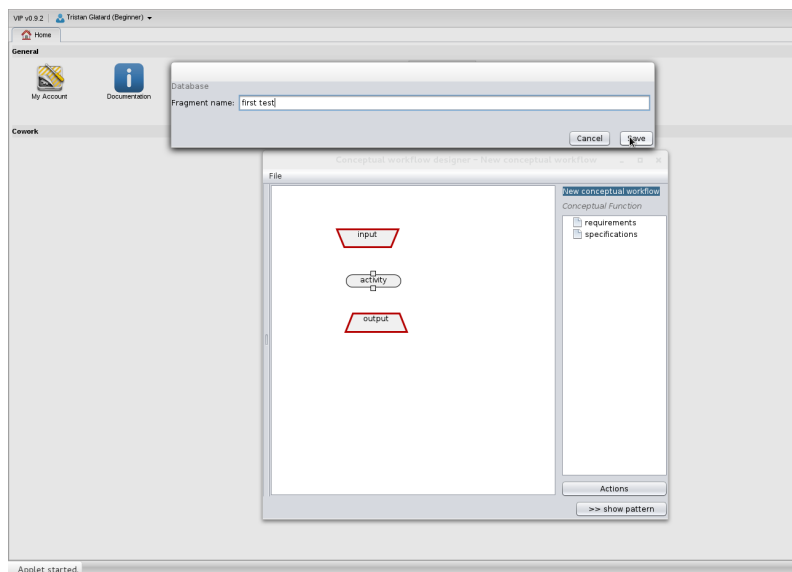 VIP v0.9.2 Tristan Glatard (Beginner)
Home
General
My Account
Documentation
Cowork
Database
Fragment name: first test
Cancel
Save
Conceptual workflow designer - New conceptual workflow
File
input
activity
output
New conceptual workflow
Conceptual Function
requirements
specifications
Actions
>> show pattern
Applet started.